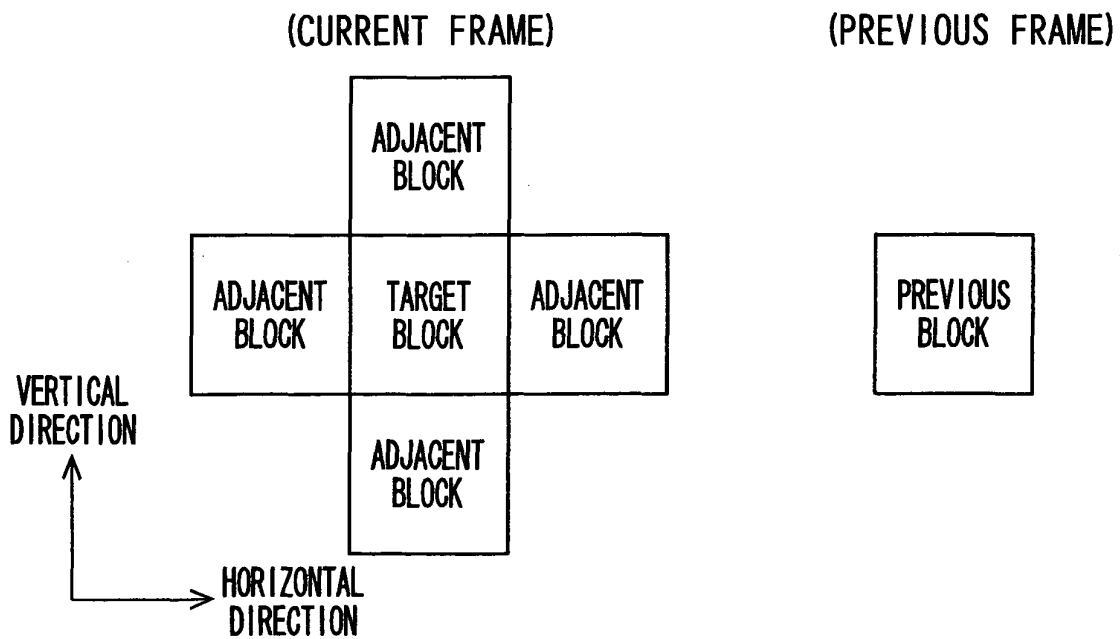 (CURRENT FRAME)
(PREVIOUS FRAME)
ADJACENT
BLOCK
ADJACENT
BLOCK
TARGET
BLOCK
ADJACENT
BLOCK
PREVIOUS
BLOCK
VERTICAL
DIRECTION
ADJACENT
BLOCK
HORIZONTAL
DIRECTION